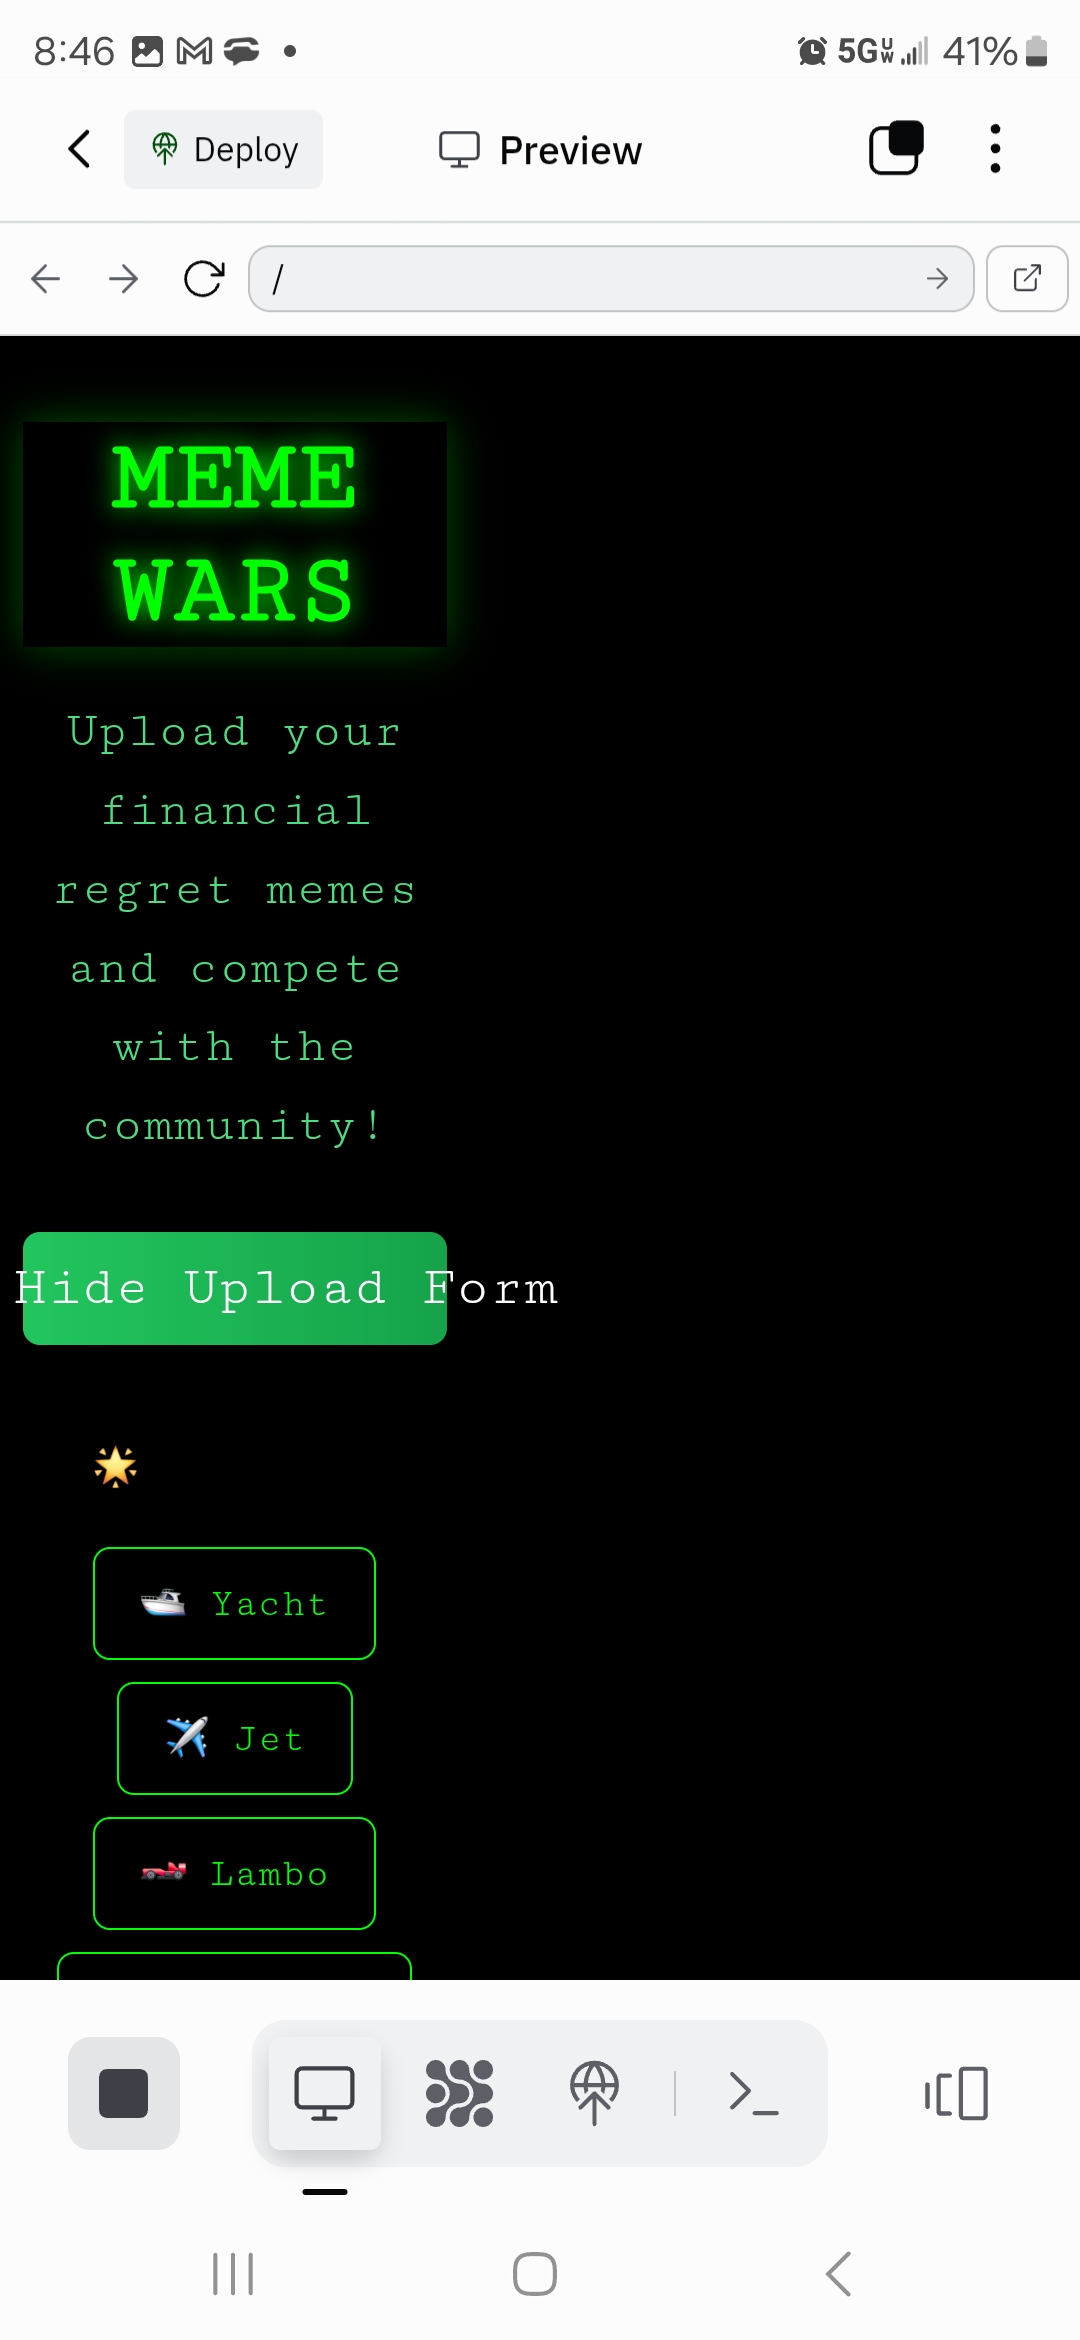 8:46
5G UW 41%
Deploy
Preview
/
MEME
WARS
Upload your
financial
regret memes
and compete
with the
community!
Hide Upload Form
Yacht
Jet
Lambo